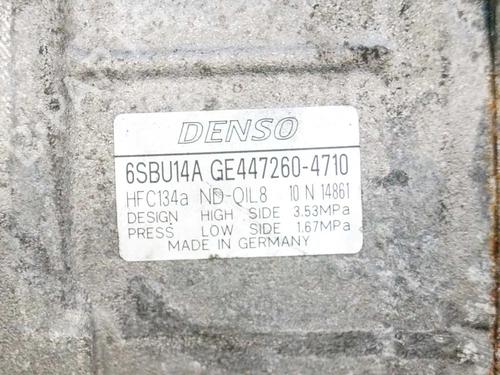 DENSO
6SBU14A GE447260-4710
HFC134a ND-OIL8 10 N 14861
DESIGN HIGH SIDE 3.53MPa
PRESS LOW SIDE 1.67MPa
MADE IN GERMANY